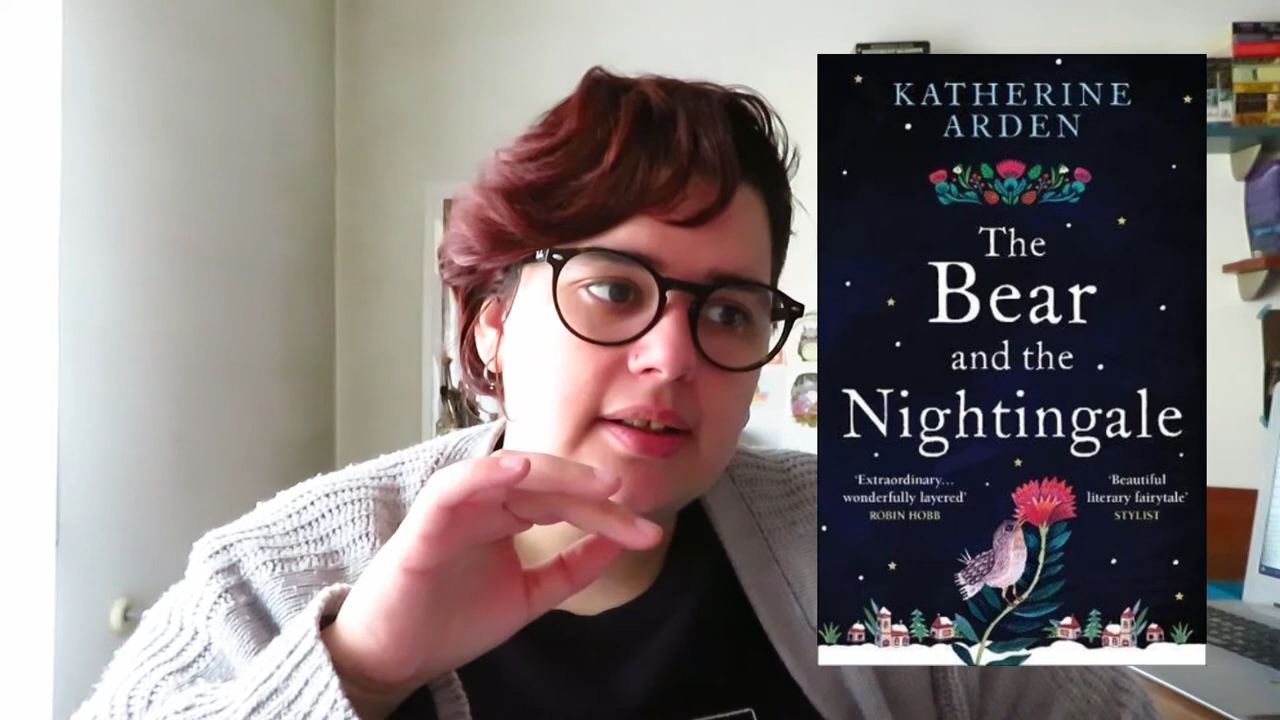 KATHERINE
ARDEN
The
Bear
and the
Nightingale
'Extraordinary...
wonderfully layered'
ROBIN HOBB
'Beautiful
literary fairytale'
STYLIST